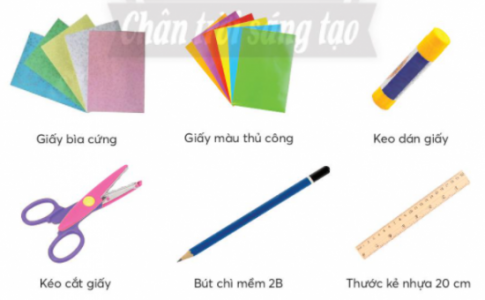 Chân trời sáng tạo
Giấy bìa cứng
Giấy màu thủ công
Keo dán giấy
Kéo cắt giấy
Bút chì mềm 2B
Thước kẻ nhựa 20 cm